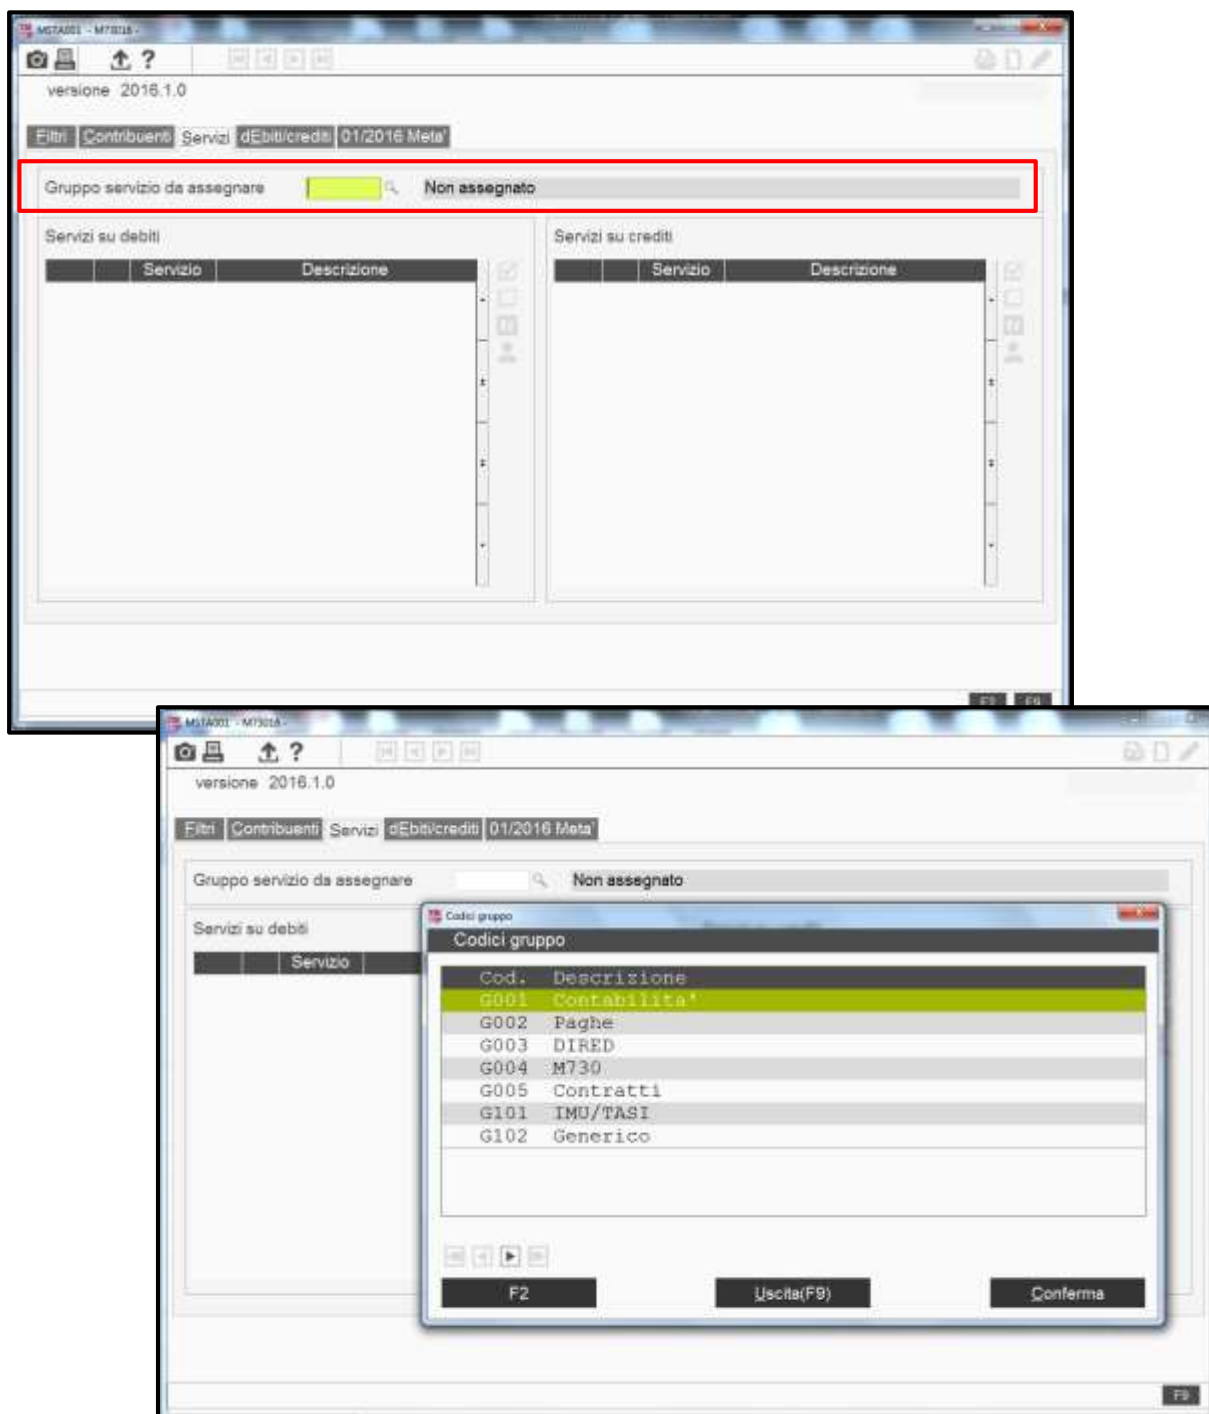 MSTA001 - M73016 -
versione 2016.1.0
Filtri Contribuenti Servizi dEbiti/crediti 01/2016 Meta'
Gruppo servizio da assegnare Non assegnato
Servizi su debiti Servizi su crediti
Servizio Descrizione Servizio Descrizione
MSTA001 - M73016 -
versione 2016.1.0
Filtri Contribuenti Servizi dEbiti/crediti 01/2016 Meta'
Gruppo servizio da assegnare Non assegnato
Servizi su debiti
Servizio
Codici gruppo
Codici gruppo
Cod. Descrizione
G001 Contabilita'
G002 Paghe
G003 DIRED
G004 M730
G005 Contratti
G101 IMU/TASI
G102 Generico
F2 Uscita(F9) Conferma
F9